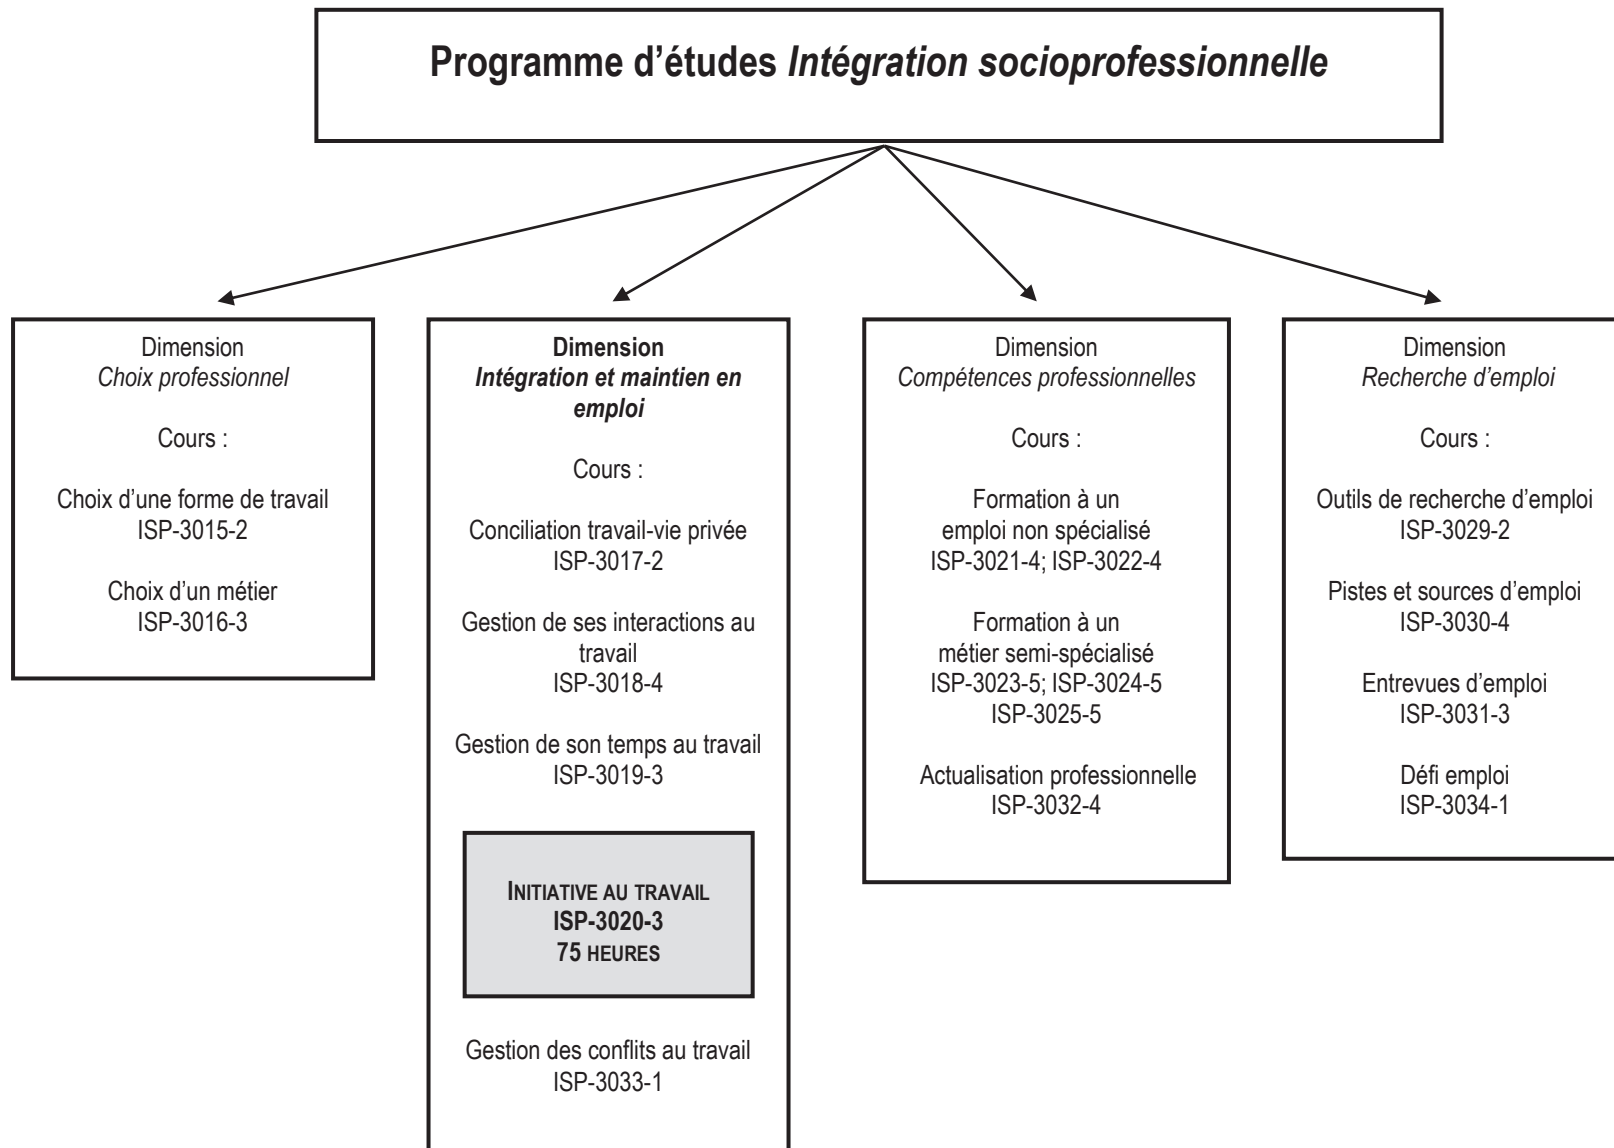 Programme d'études Intégration socioprofessionnelle
Dimension
Choix professionnel
Cours :
Choix d'une forme de travail
ISP-3015-2
Choix d'un métier
ISP-3016-3
Dimension
Intégration et maintien en
emploi
Cours :
Conciliation travail-vie privée
ISP-3017-2
Gestion de ses interactions au
travail
ISP-3018-4
Gestion de son temps au travail
ISP-3019-3
INITIATIVE AU TRAVAIL
ISP-3020-3
75 HEURES
Gestion des conflits au travail
ISP-3033-1
Dimension
Compétences professionnelles
Cours :
Formation à un
emploi non spécialisé
ISP-3021-4; ISP-3022-4
Formation à un
métier semi-spécialisé
ISP-3023-5; ISP-3024-5
ISP-3025-5
Actualisation professionnelle
ISP-3032-4
Dimension
Recherche d'emploi
Cours :
Outils de recherche d'emploi
ISP-3029-2
Pistes et sources d'emploi
ISP-3030-4
Entrevues d'emploi
ISP-3031-3
Défi emploi
ISP-3034-1